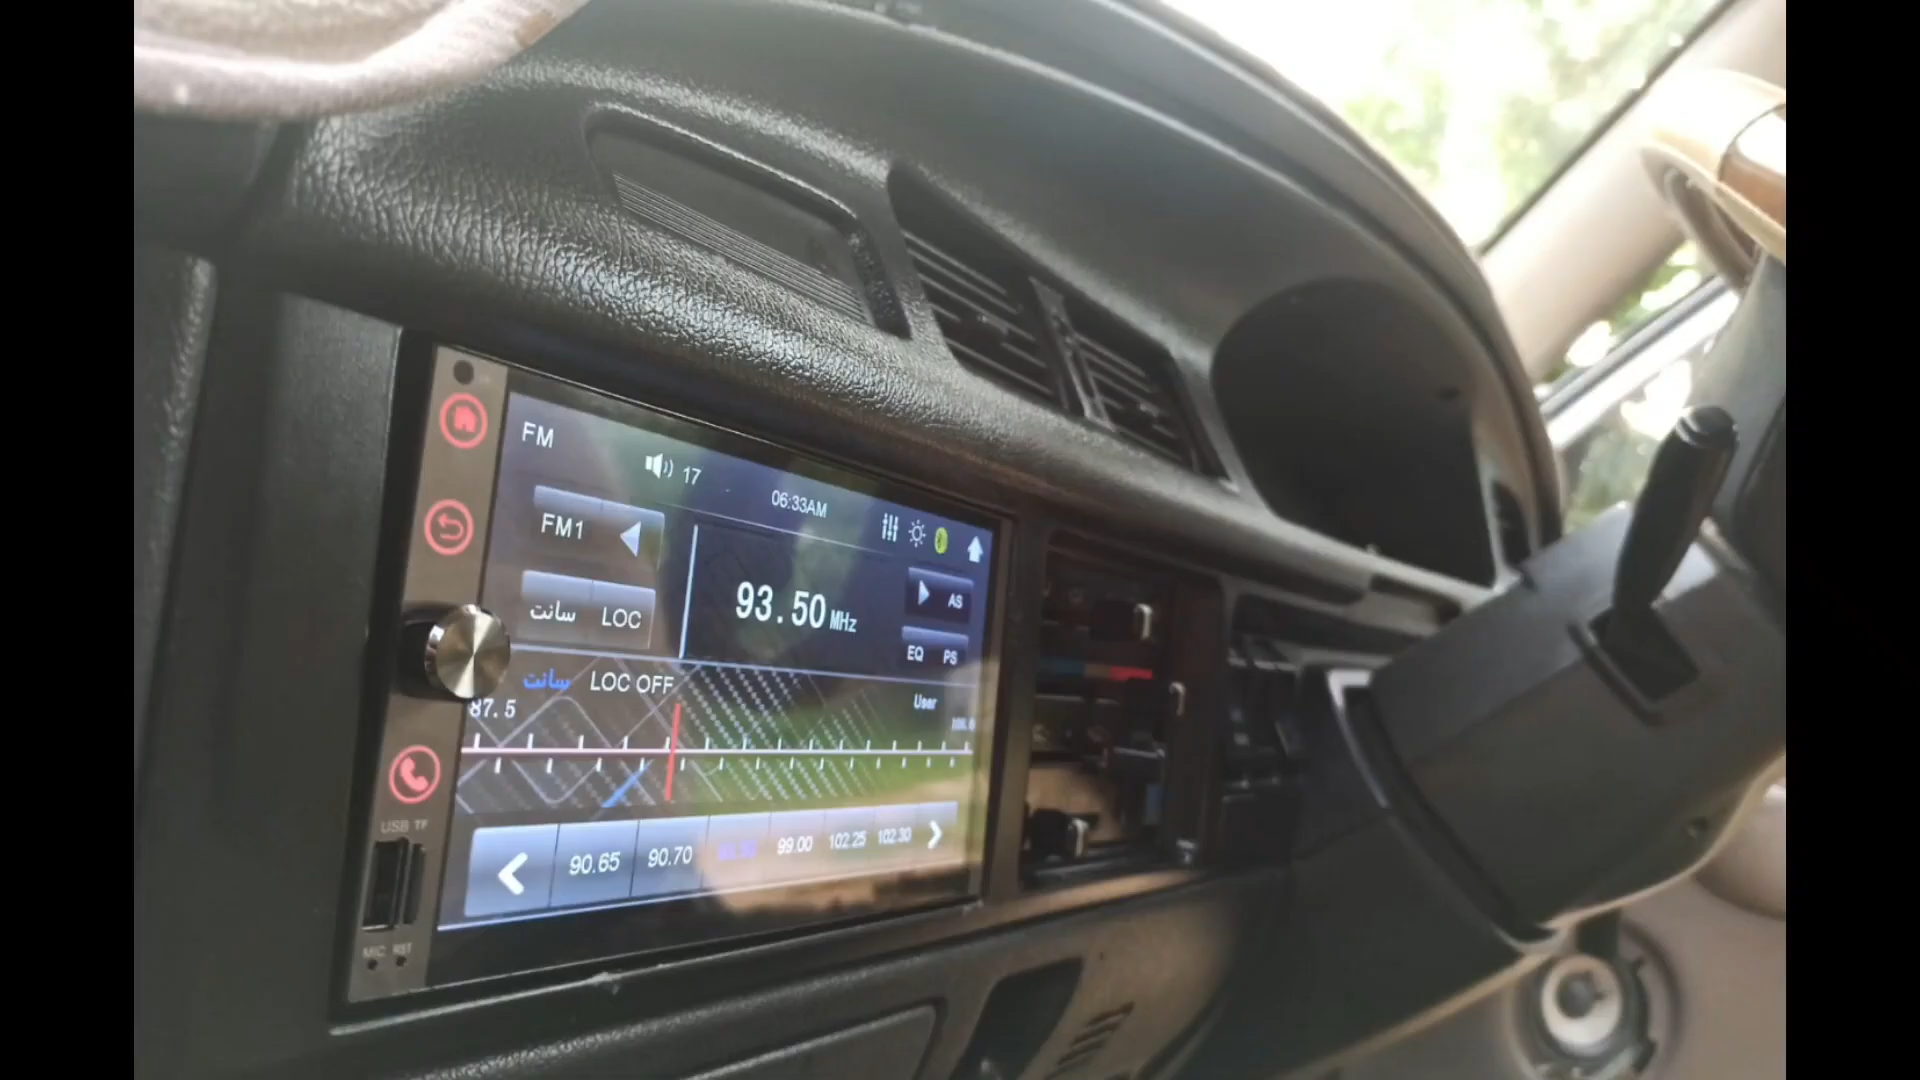 FM
17
06:33AM
FM1
93.50 MHz
AS
سانت LOC
EQ PS
سانت LOC OFF
User
87.5
90.65 90.70 99.00 102.25 102.30
USB TF
MIC RST